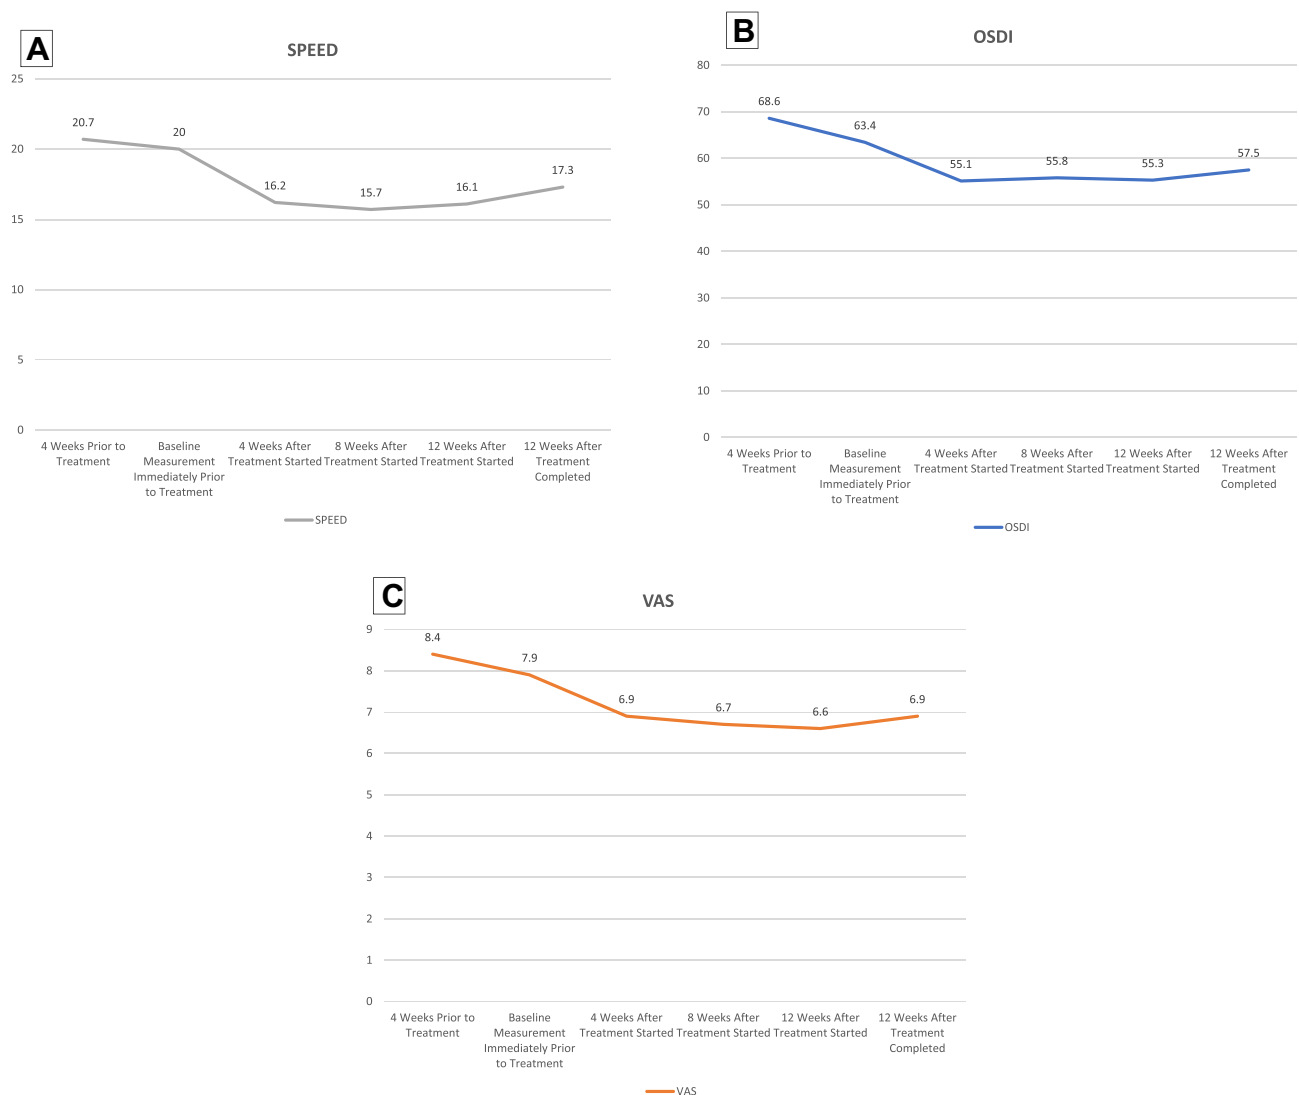 A
SPEED
25
20
15
10
5
0
20.7
20
16.2
15.7
16.1
17.3
4 Weeks Prior to
Treatment
Baseline
Measurement
Immediately Prior
to Treatment
4 Weeks After
Treatment Started
8 Weeks After
Treatment Started
12 Weeks After
Treatment Started
12 Weeks After
Treatment
Completed
SPEED
B
OSDI
80
70
60
50
40
30
20
10
0
68.6
63.4
55.1
55.8
55.3
57.5
4 Weeks Prior to
Treatment
Baseline
Measurement
Immediately Prior
to Treatment
4 Weeks After
Treatment Started
8 Weeks After
Treatment Started
12 Weeks After
Treatment Started
12 Weeks After
Treatment
Completed
OSDI
C
VAS
9
8
7
6
5
4
3
2
1
0
8.4
7.9
6.9
6.7
6.6
6.9
4 Weeks Prior to
Treatment
Baseline
Measurement
Immediately Prior
to Treatment
4 Weeks After
Treatment Started
8 Weeks After
Treatment Started
12 Weeks After
Treatment Started
12 Weeks After
Treatment
Completed
VAS